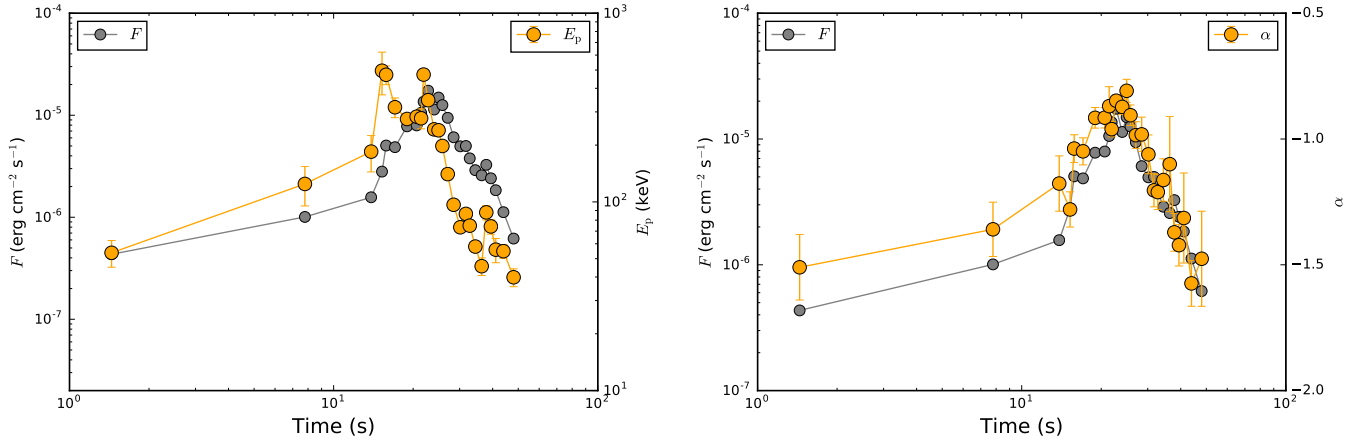 F
E_p
10^-4
10^-5
10^-6
10^-7
F (erg cm^-2 s^-1)
10^3
10^2
10^1
E_p (keV)
10^0
10^1
10^2
Time (s)
F
α
10^-4
10^-5
10^-6
10^-7
F (erg cm^-2 s^-1)
−0.5
−1.0
−1.5
−2.0
α
10^0
10^1
10^2
Time (s)